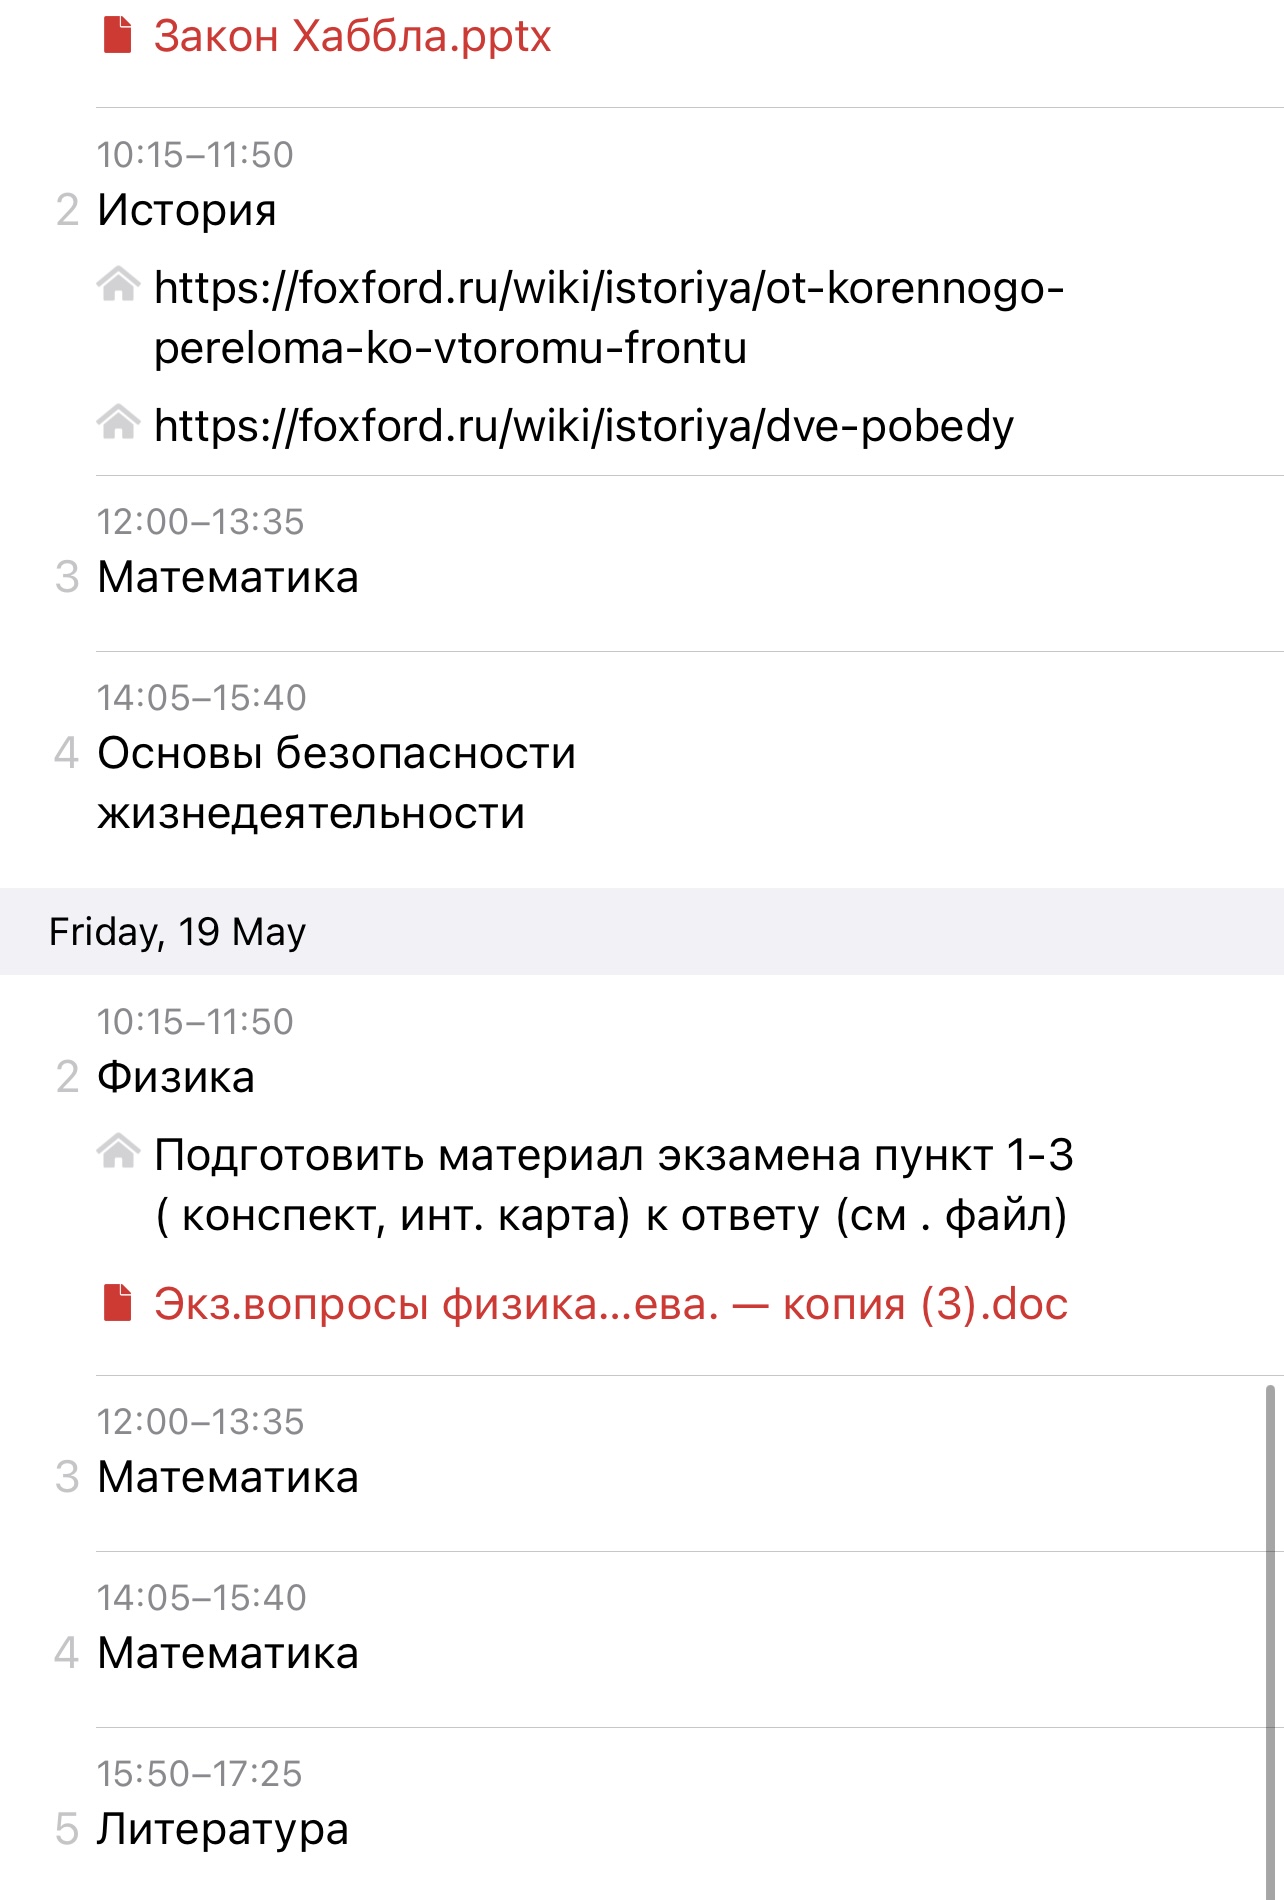 Закон Хаббла.pptx
10:15–11:50
2 История
https://foxford.ru/wiki/istoriya/ot-korennogo-
pereloma-ko-vtoromu-frontu
https://foxford.ru/wiki/istoriya/dve-pobedy
12:00–13:35
3 Математика
14:05–15:40
4 Основы безопасности
жизнедеятельности
Friday, 19 May
10:15–11:50
2 Физика
Подготовить материал экзамена пункт 1-3
( конспект, инт. карта) к ответу (см . файл)
Экз.вопросы физика...ева. — копия (3).doc
12:00–13:35
3 Математика
14:05–15:40
4 Математика
15:50–17:25
5 Литература